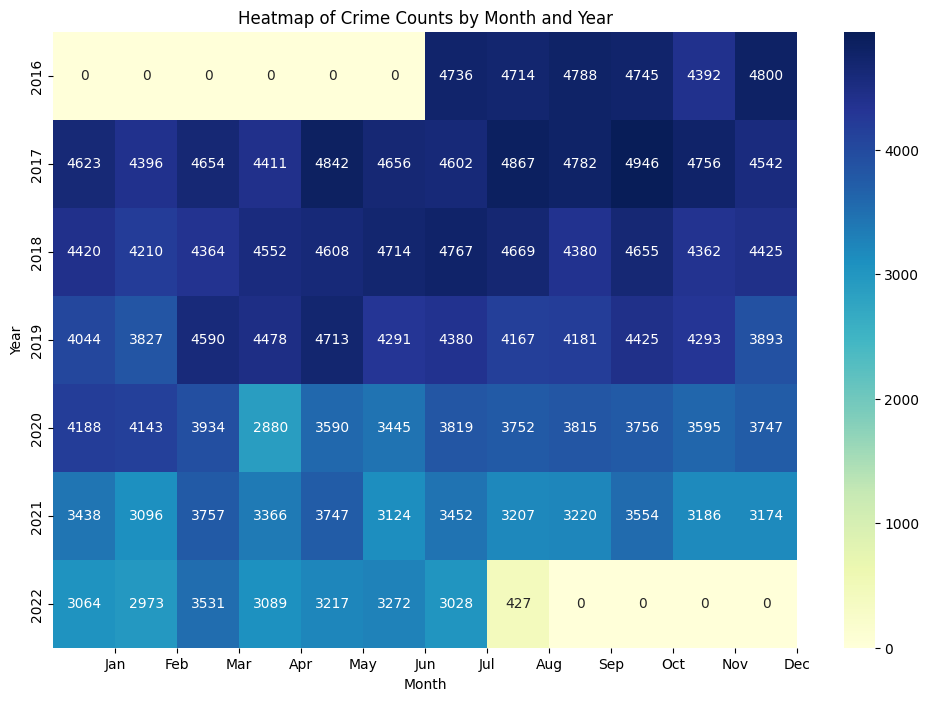 Heatmap of Crime Counts by Month and Year
2016 0 0 0 0 0 0 4736 4714 4788 4745 4392 4800
2017 4623 4396 4654 4411 4842 4656 4602 4867 4782 4946 4756 4542
4000
2018 4420 4210 4364 4552 4608 4714 4767 4669 4380 4655 4362 4425
3000
Year
2019 4044 3827 4590 4478 4713 4291 4380 4167 4181 4425 4293 3893
2020 4188 4143 3934 2880 3590 3445 3819 3752 3815 3756 3595 3747
2000
2021 3438 3096 3757 3366 3747 3124 3452 3207 3220 3554 3186 3174
1000
2022 3064 2973 3531 3089 3217 3272 3028 427 0 0 0 0
0
Jan Feb Mar Apr May Jun Jul Aug Sep Oct Nov Dec
Month